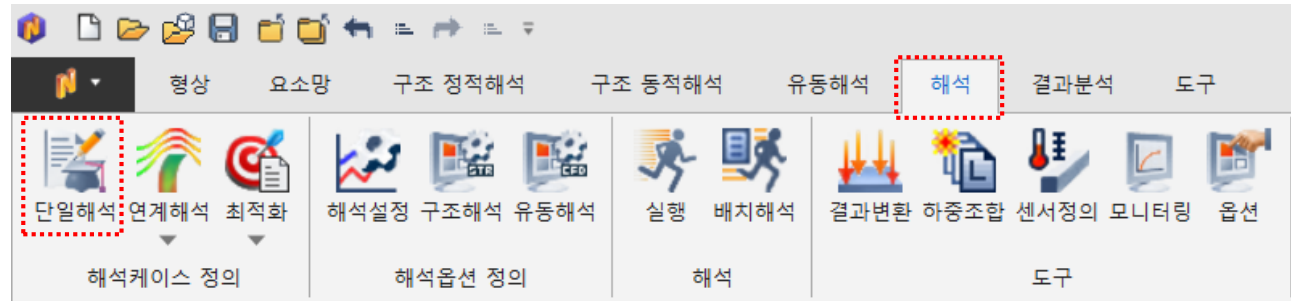 형상 요소망 구조 정적해석 구조 동적해석 유동해석 해석 결과분석 도구
단일해석 연계해석 최적화 해석설정 구조해석 유동해석 실행 배치해석 결과변환 하중조합 센서정의 모니터링 옵션
해석케이스 정의 해석옵션 정의 해석 도구
STR CFD
L